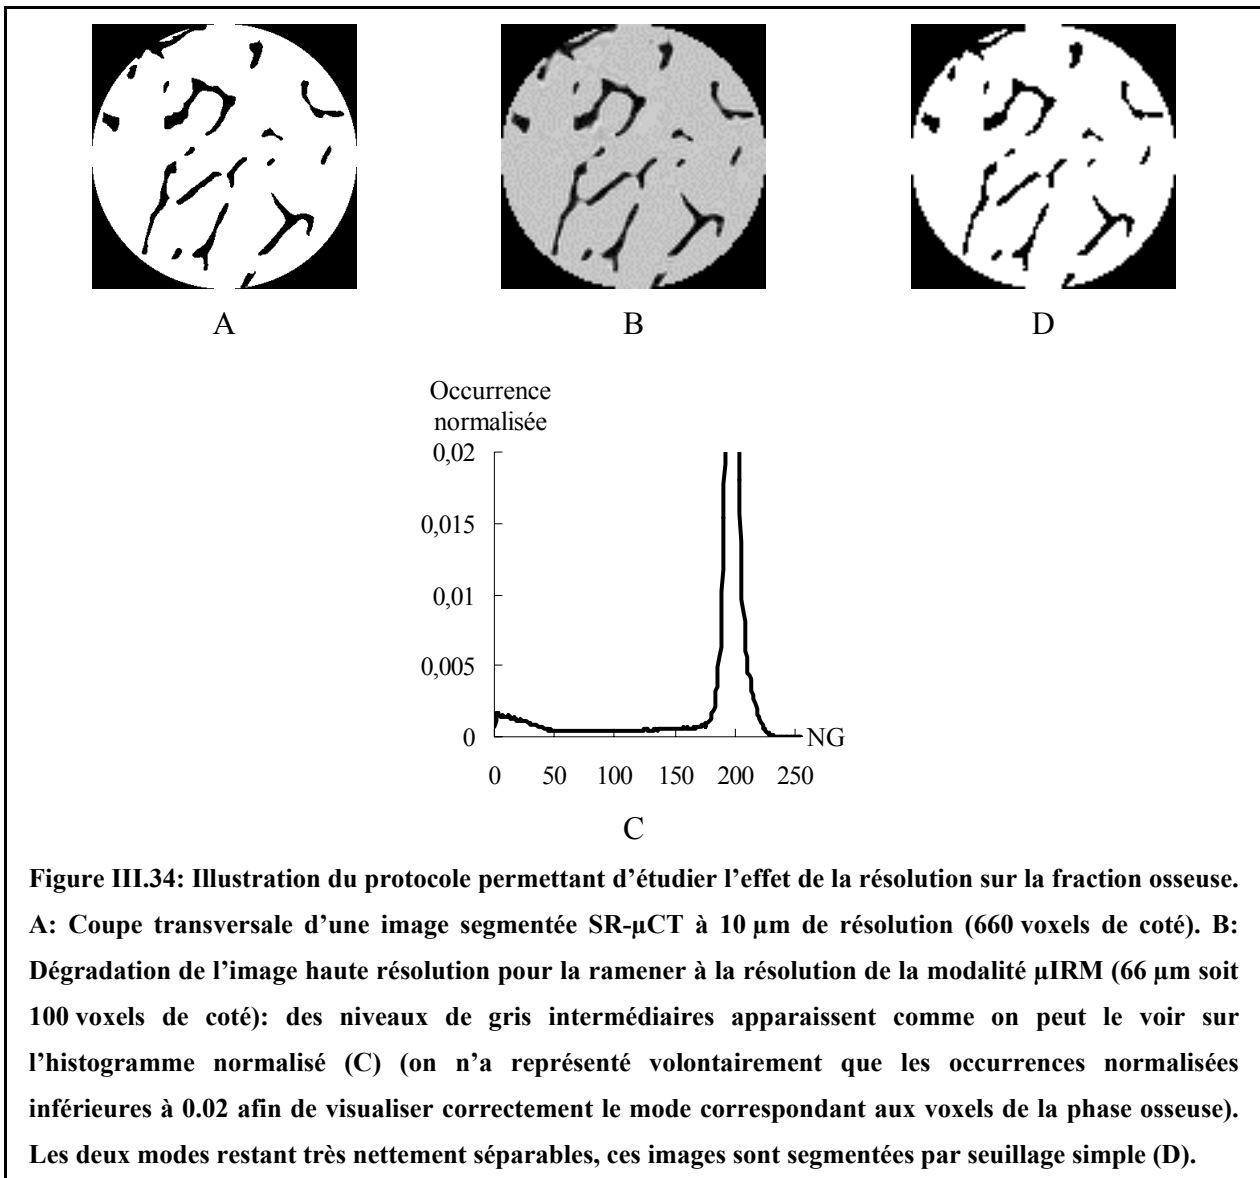 A
B
D
Occurrence
normalisée
0,02
0,015
0,01
0,005
0
NG
0
50
100
150
200
250
C
Figure III.34: Illustration du protocole permettant d’étudier l’effet de la résolution sur la fraction osseuse.
A: Coupe transversale d’une image segmentée SR-µCT à 10 µm de résolution (660 voxels de coté). B:
Dégradation de l’image haute résolution pour la ramener à la résolution de la modalité µIRM (66 µm soit
100 voxels de coté): des niveaux de gris intermédiaires apparaissent comme on peut le voir sur
l’histogramme normalisé (C) (on n’a représenté volontairement que les occurrences normalisées
inférieures à 0.02 afin de visualiser correctement le mode correspondant aux voxels de la phase osseuse).
Les deux modes restant très nettement séparables, ces images sont segmentées par seuillage simple (D).